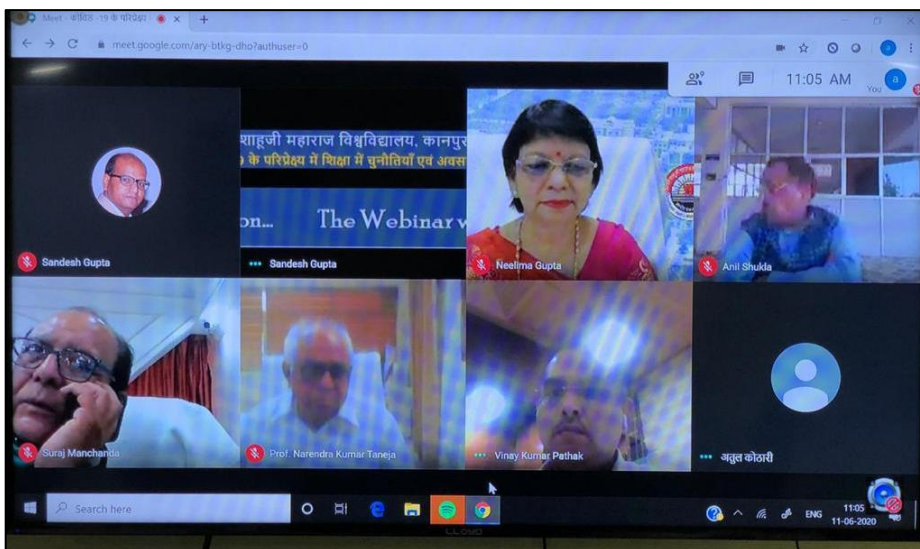 Meet - कोविड -19 के परिप्रेक्ष्य
meet.google.com/ary-btkg-dho?authuser=0
9
11:05 AM
You
a
शाहूजी महाराज विश्वविद्यालय, कानपुर
के परिप्रेक्ष्य में शिक्षा में चुनौतियाँ एवं अवस
on... The Webinar w
Sandesh Gupta
Sandesh Gupta
Neelima Gupta
Anil Shukla
Suraj Manchanda
Prof. Narendra Kumar Taneja
Vinay Kumar Pathak
अतुल कोठारी
Search here
ENG
11:05
11-06-2020
CLOUD